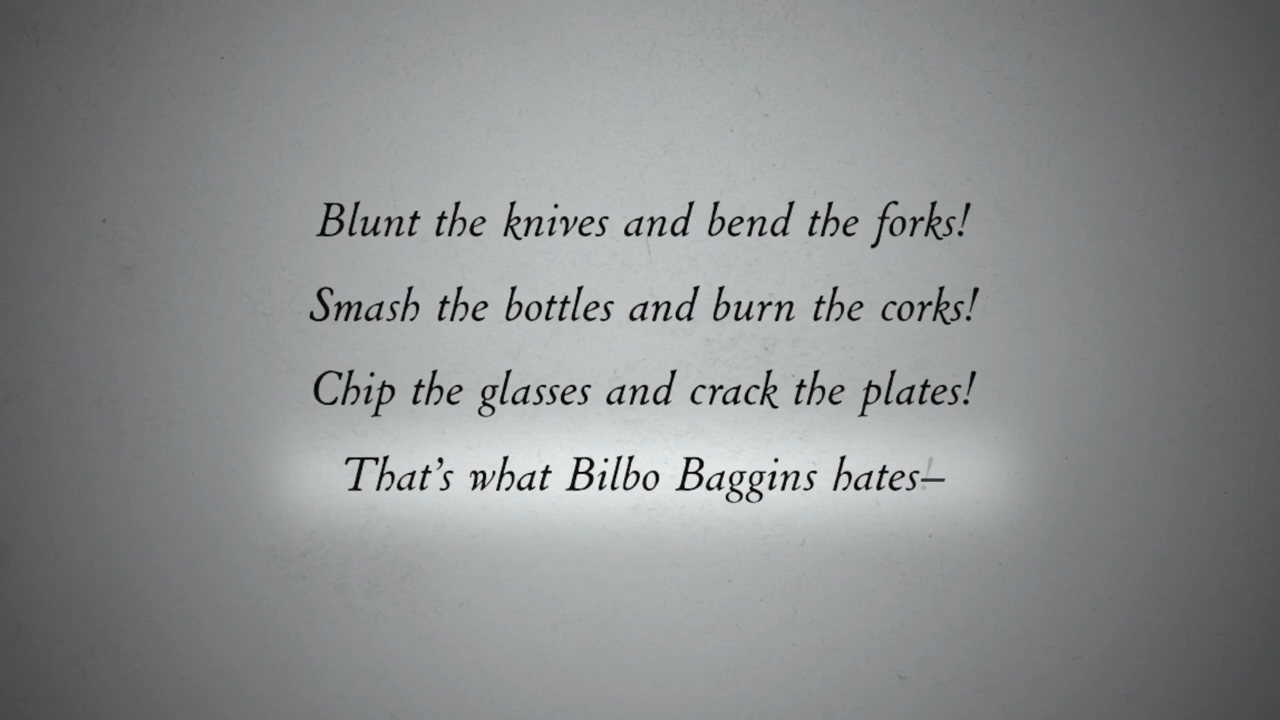 Blunt the knives and bend the forks!
Smash the bottles and burn the corks!
Chip the glasses and crack the plates!
That’s what Bilbo Baggins hates–